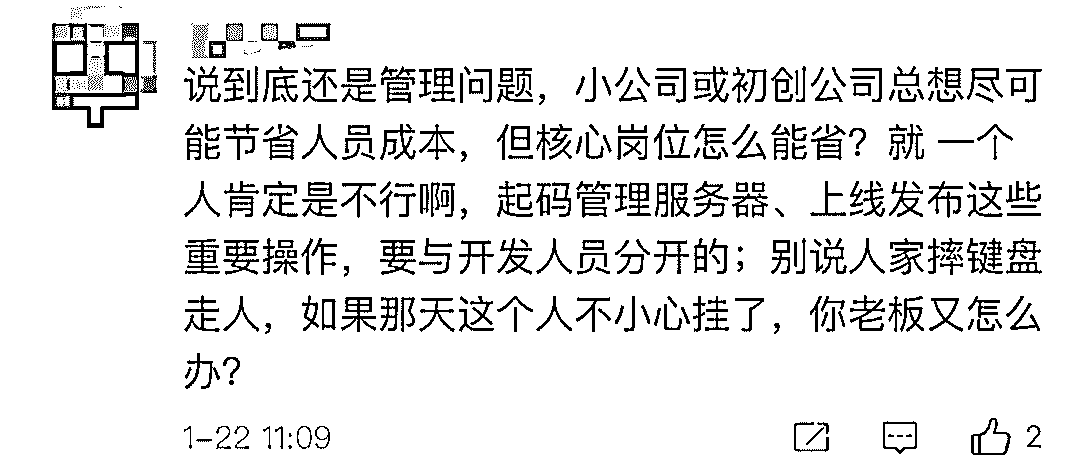 说到底还是管理问题，小公司或初创公司总想尽可
能节省人员成本，但核心岗位怎么能省？就 一个
人肯定是不行啊，起码管理服务器、上线发布这些
重要操作，要与开发人员分开的；别说人家摔键盘
走人，如果那天这个人不小心挂了，你老板又怎么
办？
1-22 11:09
2